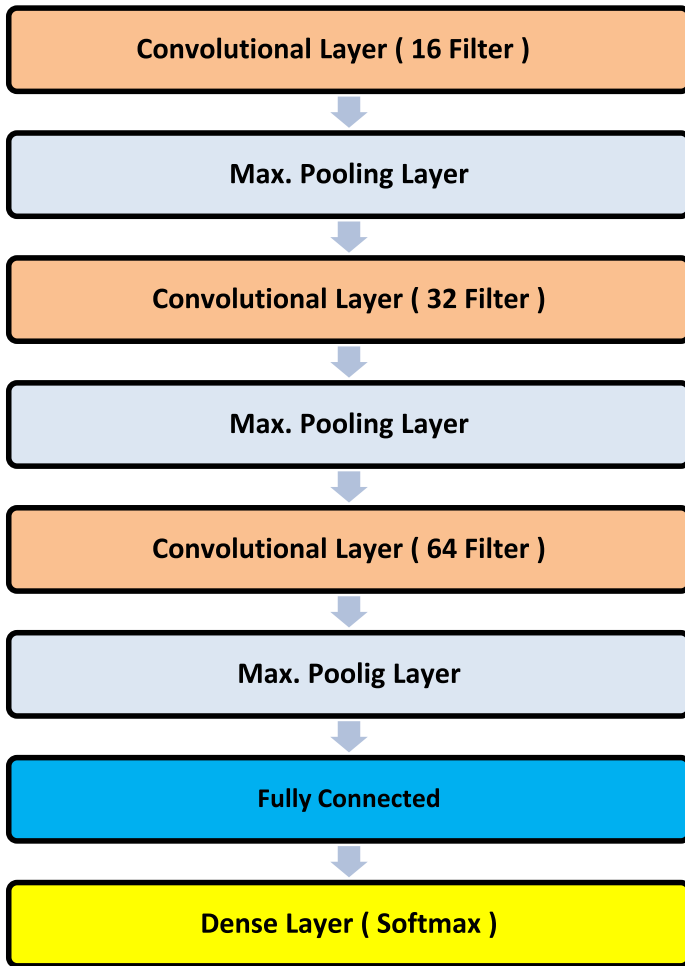 Convolutional Layer ( 16 Filter )
Max. Pooling Layer
Convolutional Layer ( 32 Filter )
Max. Pooling Layer
Convolutional Layer ( 64 Filter )
Max. Poolig Layer
Fully Connected
Dense Layer ( Softmax )